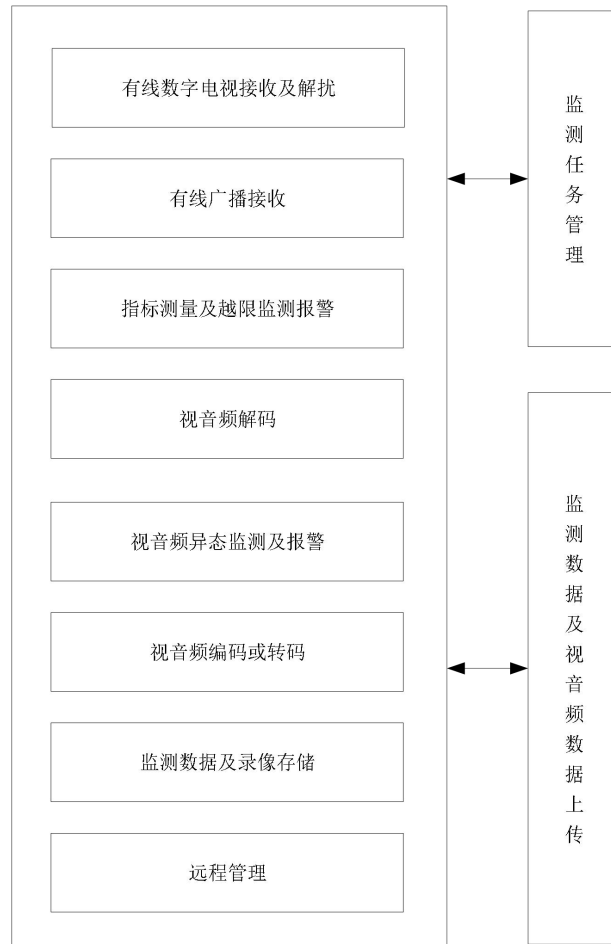 有线数字电视接收及解扰
有线广播接收
指标测量及越限监测报警
视音频解码
视音频异态监测及报警
视音频编码或转码
监测数据及录像存储
远程管理
监测任务管理
监测数据及视音频数据上传